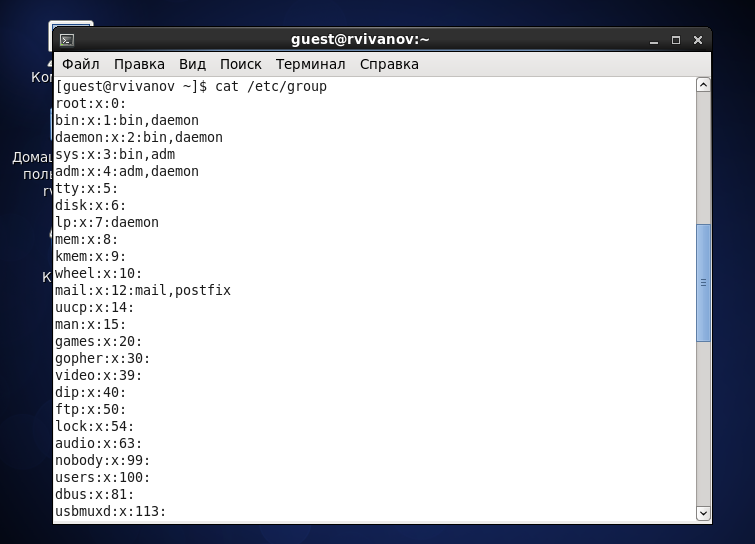 guest@rvivanov:~
Файл Правка Вид Поиск Терминал Справка
[guest@rvivanov ~]$ cat /etc/group
root:x:0:
bin:x:1:bin,daemon
daemon:x:2:bin,daemon
sys:x:3:bin,adm
adm:x:4:adm,daemon
tty:x:5:
disk:x:6:
lp:x:7:daemon
mem:x:8:
kmem:x:9:
wheel:x:10:
mail:x:12:mail,postfix
uucp:x:14:
man:x:15:
games:x:20:
gopher:x:30:
video:x:39:
dip:x:40:
ftp:x:50:
lock:x:54:
audio:x:63:
nobody:x:99:
users:x:100:
dbus:x:81:
usbmuxd:x:113: